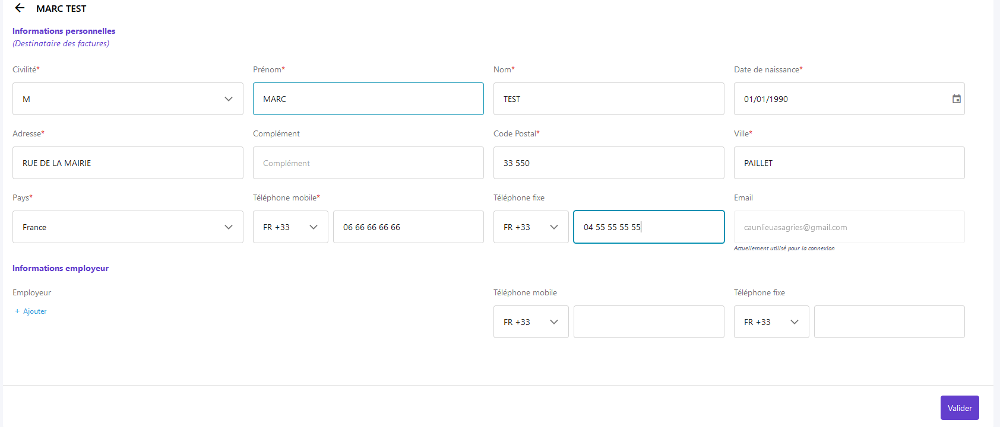 MARC TEST
Informations personnelles
(Destinataire des factures)
Civilité* Prénom* Nom* Date de naissance*
M MARC TEST 01/01/1990
Adresse* Complément Code Postal* Ville*
RUE DE LA MAIRIE Complément 33 550 PAILLET
Pays* Téléphone mobile* Téléphone fixe Email
France FR +33 06 66 66 66 66 FR +33 04 55 55 55 55 caunlieuasagries@gmail.com
Actuellement utilisé pour la connexion
Informations employeur
Employeur Téléphone mobile Téléphone fixe
+ Ajouter
FR +33 FR +33
Valider